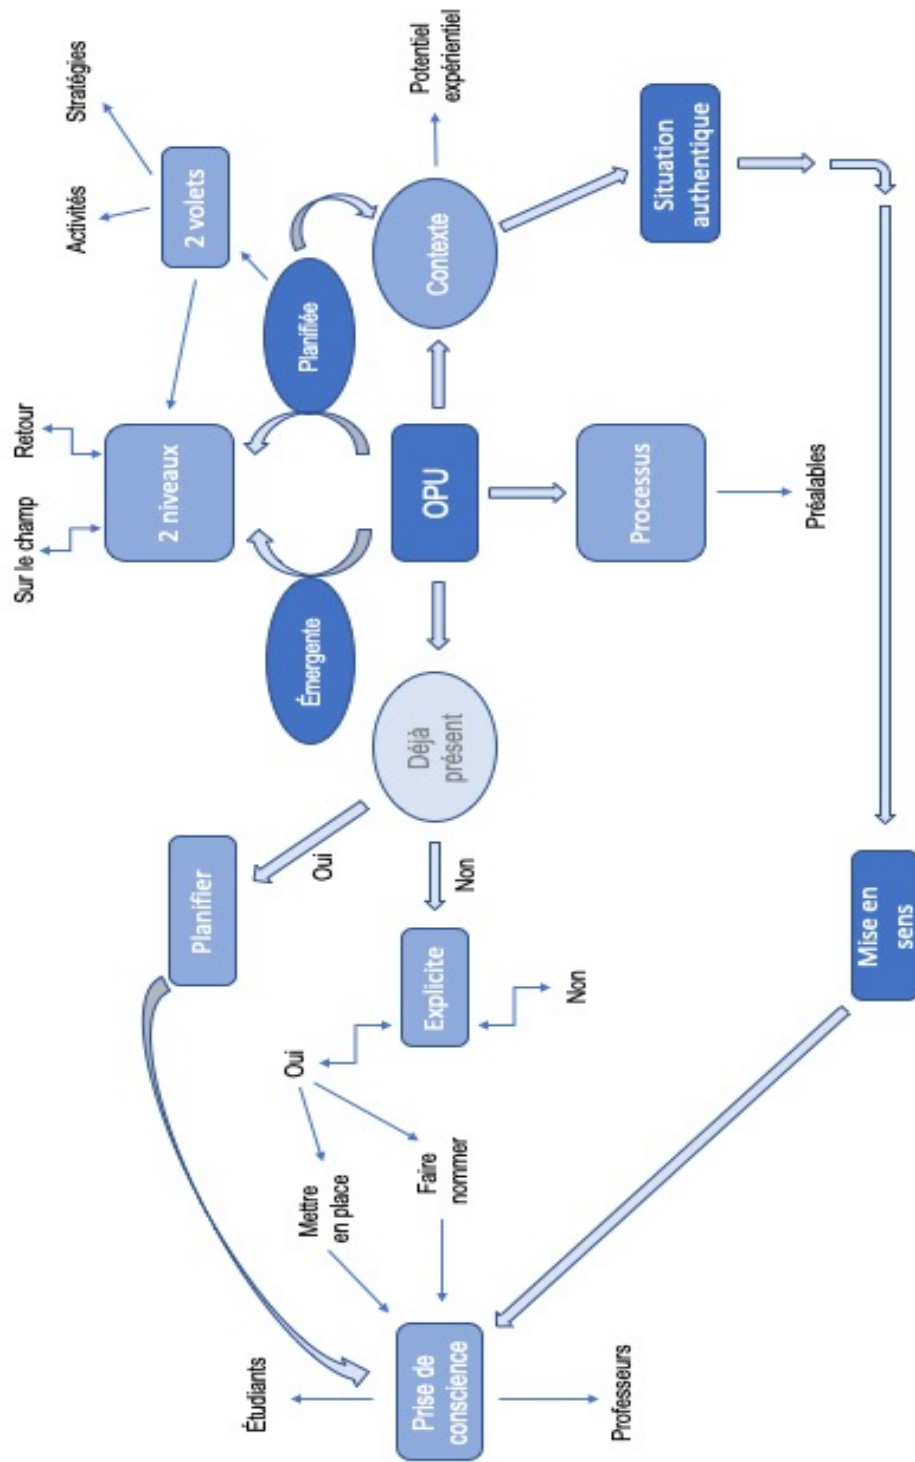 Étudiants
Prise de
conscience
Professeurs
Mettre
en place
Faire
nommer
Oui
Explicite
Non
Planifier
Oui
Non
Déjà
présent
Mise en
sens
Sur le champ
Retour
2 niveaux
Émergente
Planifiée
OPU
Processus
Préalables
Activités
Stratégies
2 volets
Contexte
Potentiel
expérientiel
Situation
authentique